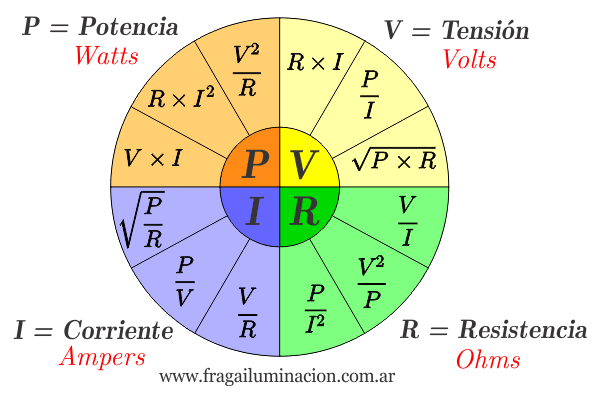 P = Potencia
Watts
V = Tensión
Volts
V²/R
R × I
R × I²
P/I
V × I
√(P × R)
P
V
I
R
√(P/R)
V/I
P/V
V²/P
V/R
P/I²
I = Corriente
Ampers
R = Resistencia
Ohms
www.fragailuminacion.com.ar